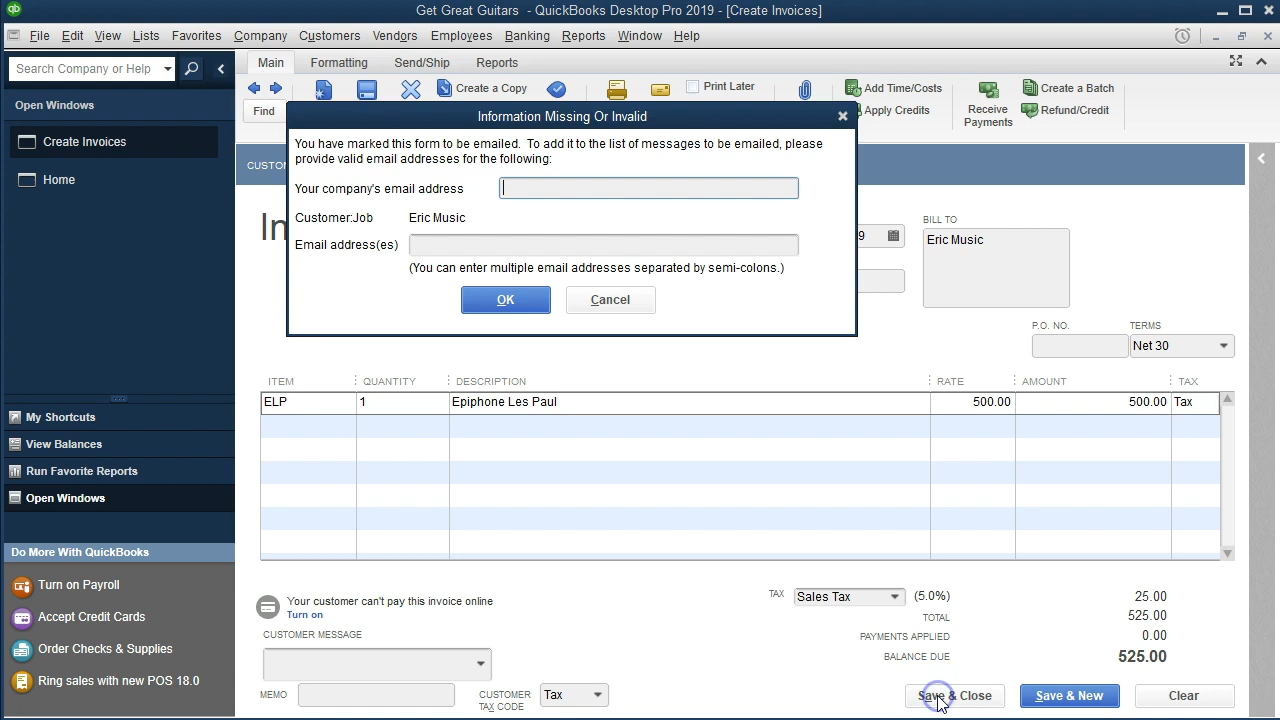 qb
Get Great Guitars - QuickBooks Desktop Pro 2019 - [Create Invoices]
File Edit View Lists Favorites Company Customers Vendors Employees Banking Reports Window Help
Search Company or Help
Main Formatting Send/Ship Reports
Create a Copy
Print Later
Add Time/Costs
Create a Batch
Find
Apply Credits
Receive
Payments
Refund/Credit
Open Windows
Create Invoices
Home
Information Missing Or Invalid
You have marked this form to be emailed. To add it to the list of messages to be emailed, please
provide valid email addresses for the following:
Your company's email address
Customer:Job Eric Music
Email address(es)
(You can enter multiple email addresses separated by semi-colons.)
OK Cancel
CUSTO
In
9
BILL TO
Eric Music
P.O. NO. TERMS
Net 30
ITEM QUANTITY DESCRIPTION RATE AMOUNT TAX
ELP 1 Epiphone Les Paul 500.00 500.00 Tax
My Shortcuts
View Balances
Run Favorite Reports
Open Windows
Do More With QuickBooks
Turn on Payroll
Accept Credit Cards
Order Checks & Supplies
Ring sales with new POS 18.0
Your customer can't pay this invoice online
Turn on
TAX Sales Tax (5.0%) 25.00
TOTAL 525.00
PAYMENTS APPLIED 0.00
BALANCE DUE 525.00
CUSTOMER MESSAGE
MEMO
CUSTOMER
TAX CODE
Tax
Save & Close Save & New Clear